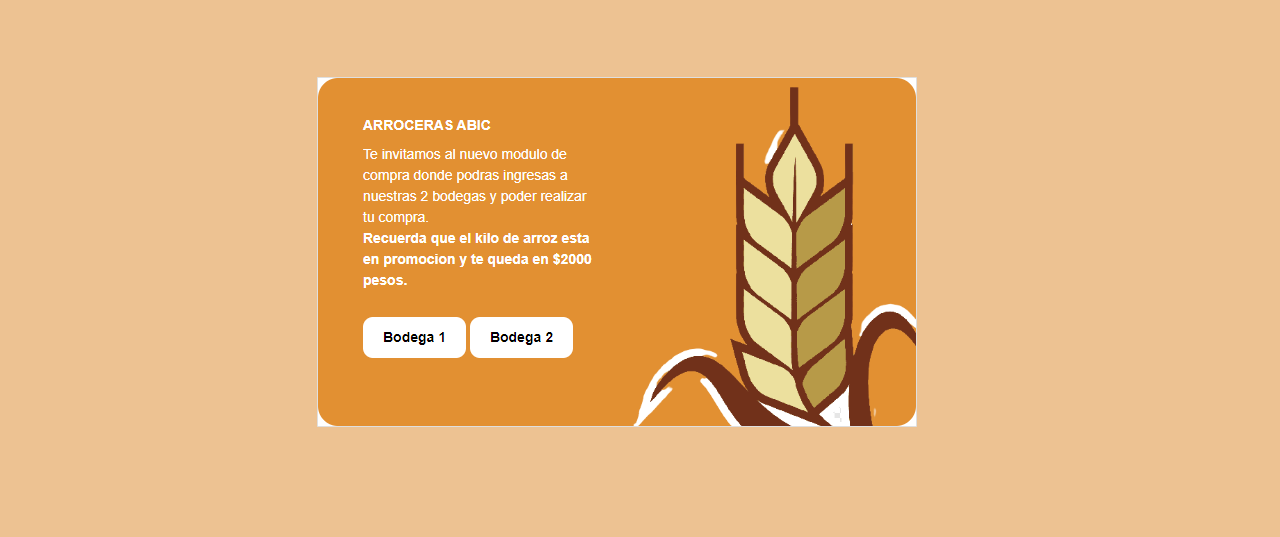 ARROCERAS ABIC
Te invitamos al nuevo modulo de
compra donde podras ingresas a
nuestras 2 bodegas y poder realizar
tu compra.
Recuerda que el kilo de arroz esta
en promocion y te queda en $2000
pesos.
Bodega 1
Bodega 2